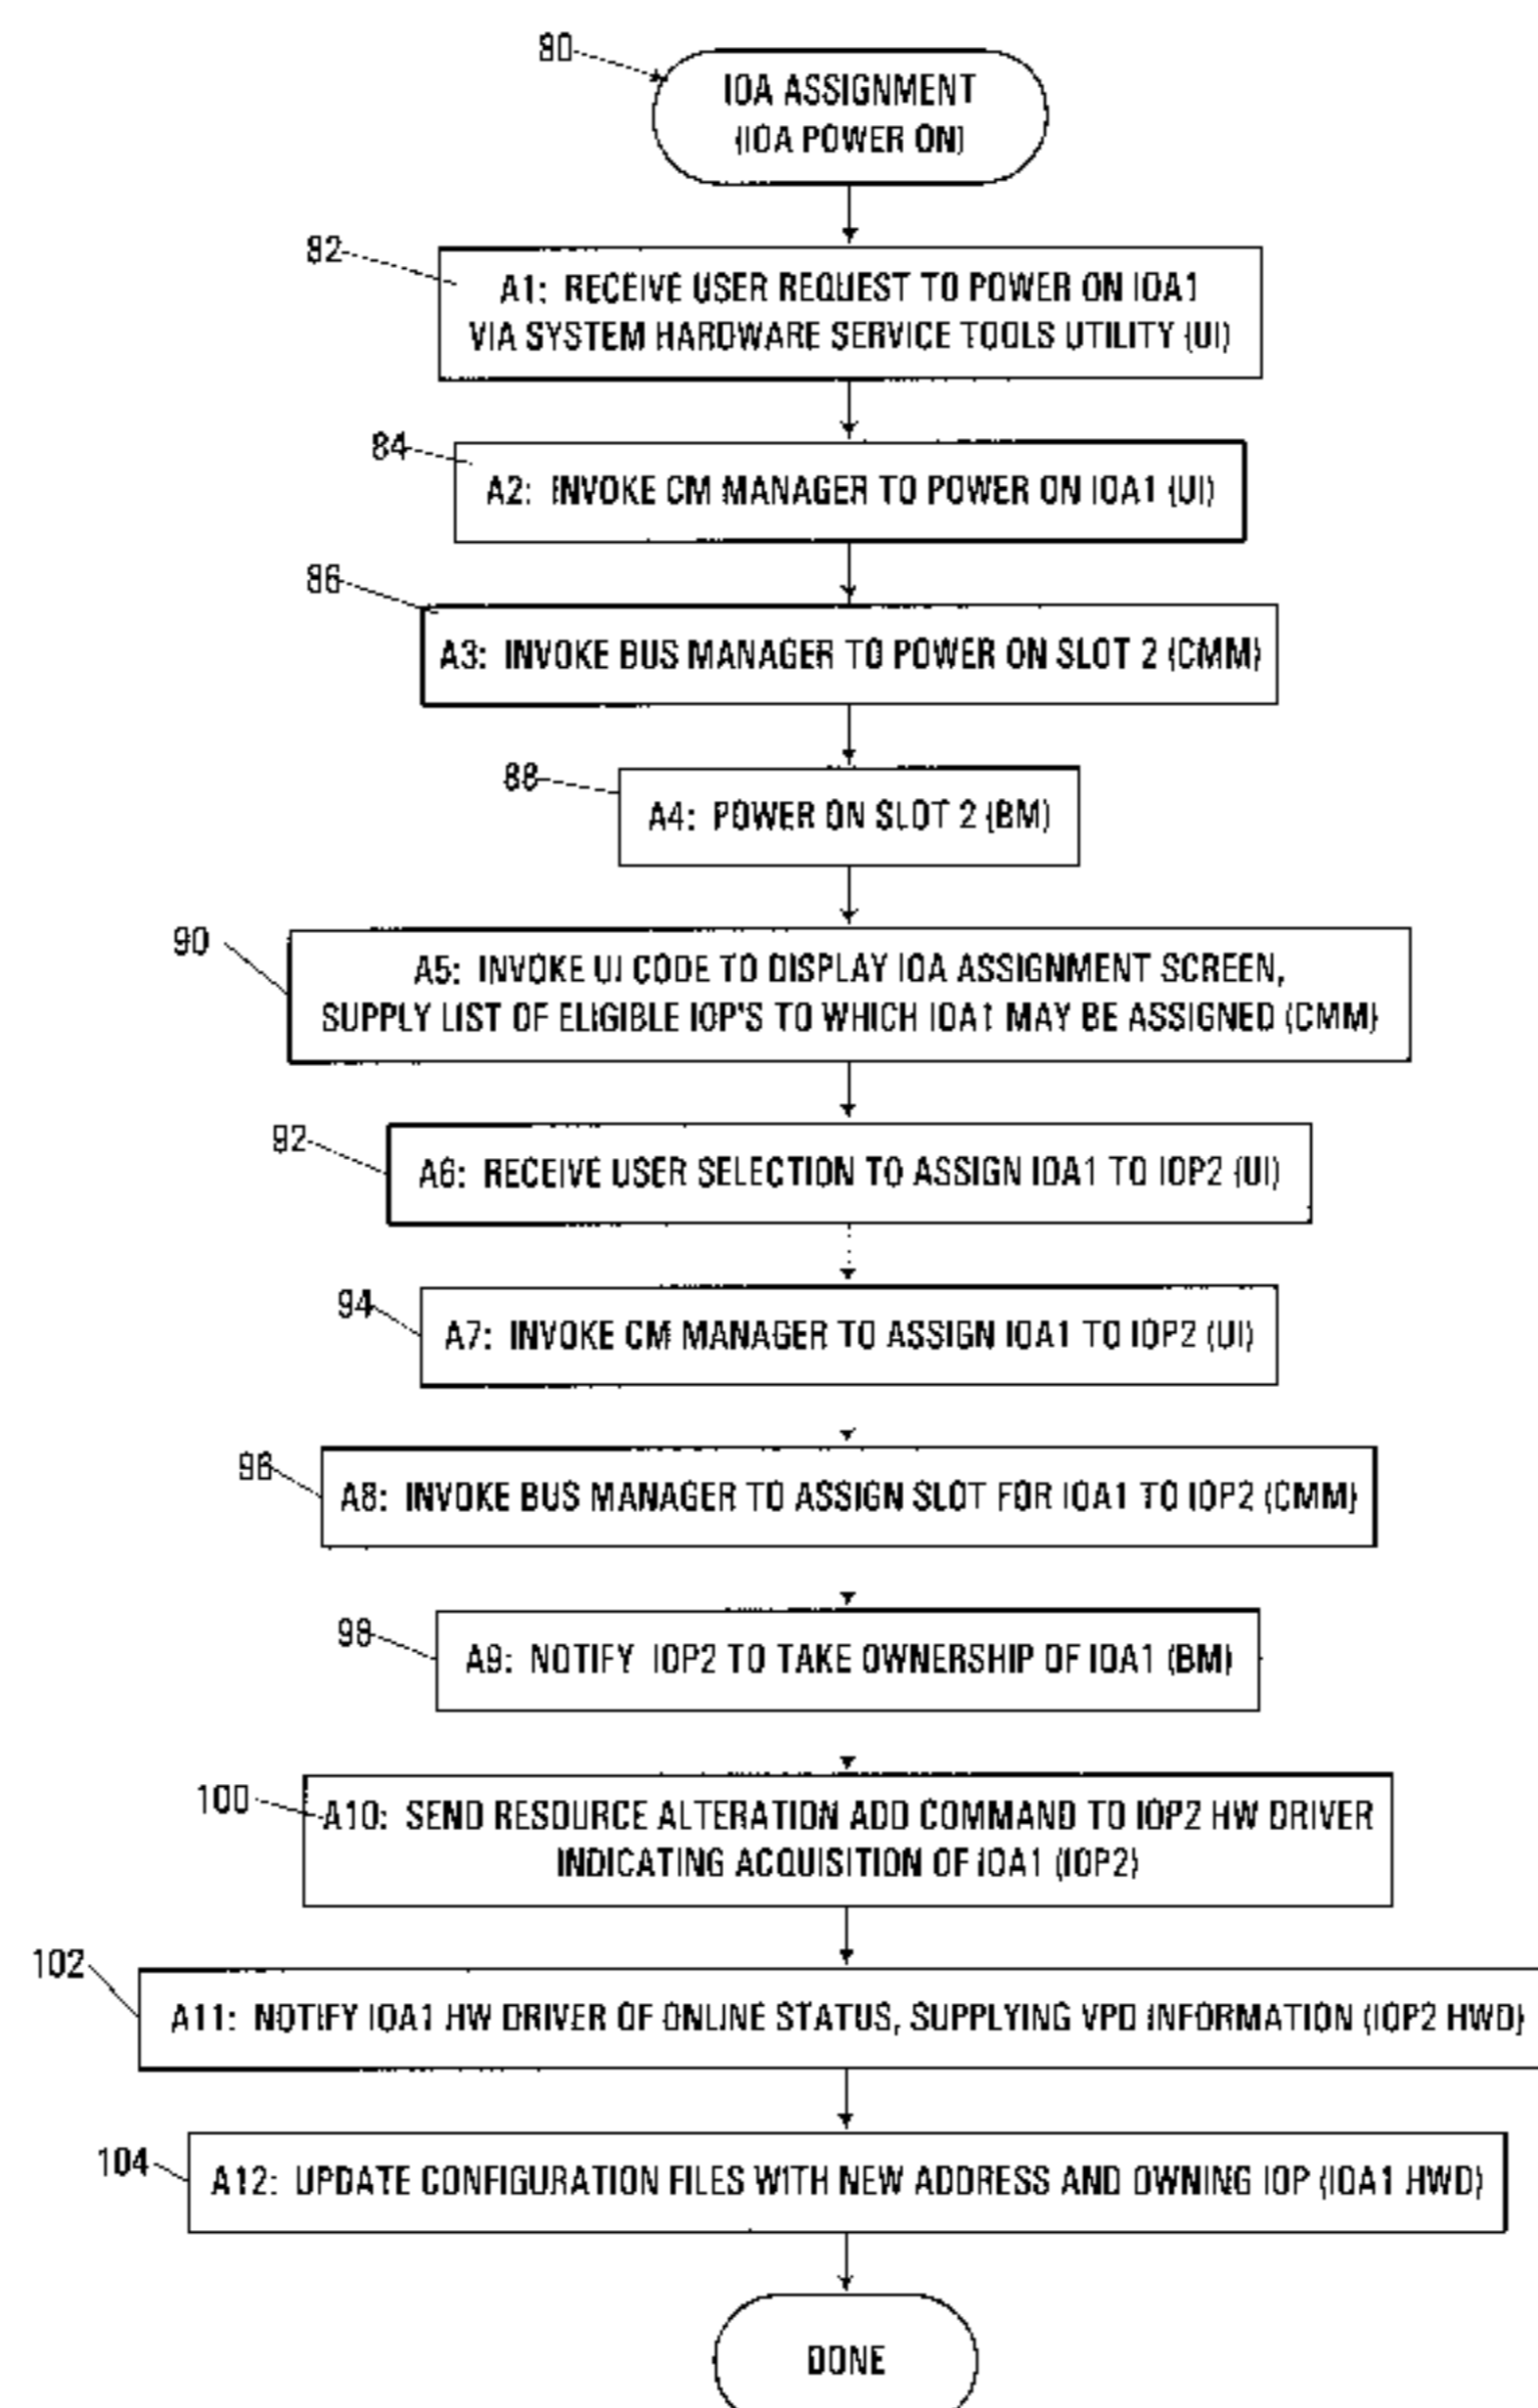 80
IOA ASSIGNMENT
(IOA POWER ON)
82
A1: RECEIVE USER REQUEST TO POWER ON IOA1
VIA SYSTEM HARDWARE SERVICE TOOLS UTILITY (UI)
84
A2: INVOKE CM MANAGER TO POWER ON IOA1 (UI)
86
A3: INVOKE BUS MANAGER TO POWER ON SLOT 2 (CMM)
88
A4: POWER ON SLOT 2 (BM)
90
A5: INVOKE UI CODE TO DISPLAY IOA ASSIGNMENT SCREEN,
SUPPLY LIST OF ELIGIBLE IOP'S TO WHICH IOA1 MAY BE ASSIGNED (CMM)
92
A6: RECEIVE USER SELECTION TO ASSIGN IOA1 TO IOP2 (UI)
94
A7: INVOKE CM MANAGER TO ASSIGN IOA1 TO IOP2 (UI)
96
A8: INVOKE BUS MANAGER TO ASSIGN SLOT FOR IOA1 TO IOP2 (CMM)
98
A9: NOTIFY IOP2 TO TAKE OWNERSHIP OF IOA1 (BM)
100
A10: SEND RESOURCE ALTERATION ADD COMMAND TO IOP2 HW DRIVER
INDICATING ACQUISITION OF IOA1 (IOP2)
102
A11: NOTIFY IOA1 HW DRIVER OF ONLINE STATUS, SUPPLYING VPD INFORMATION (IOP2 HWD)
104
A12: UPDATE CONFIGURATION FILES WITH NEW ADDRESS AND OWNING IOP (IOA1 HWD)
DONE